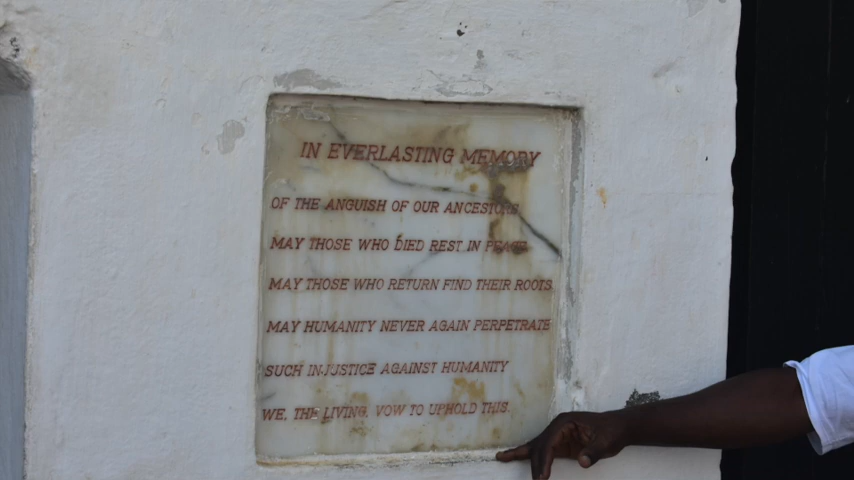 IN EVERLASTING MEMORY
OF THE ANGUISH OF OUR ANCESTORS
MAY THOSE WHO DIED REST IN PEACE
MAY THOSE WHO RETURN FIND THEIR ROOTS
MAY HUMANITY NEVER AGAIN PERPETRATE
SUCH INJUSTICE AGAINST HUMANITY
WE, THE LIVING, VOW TO UPHOLD THIS.